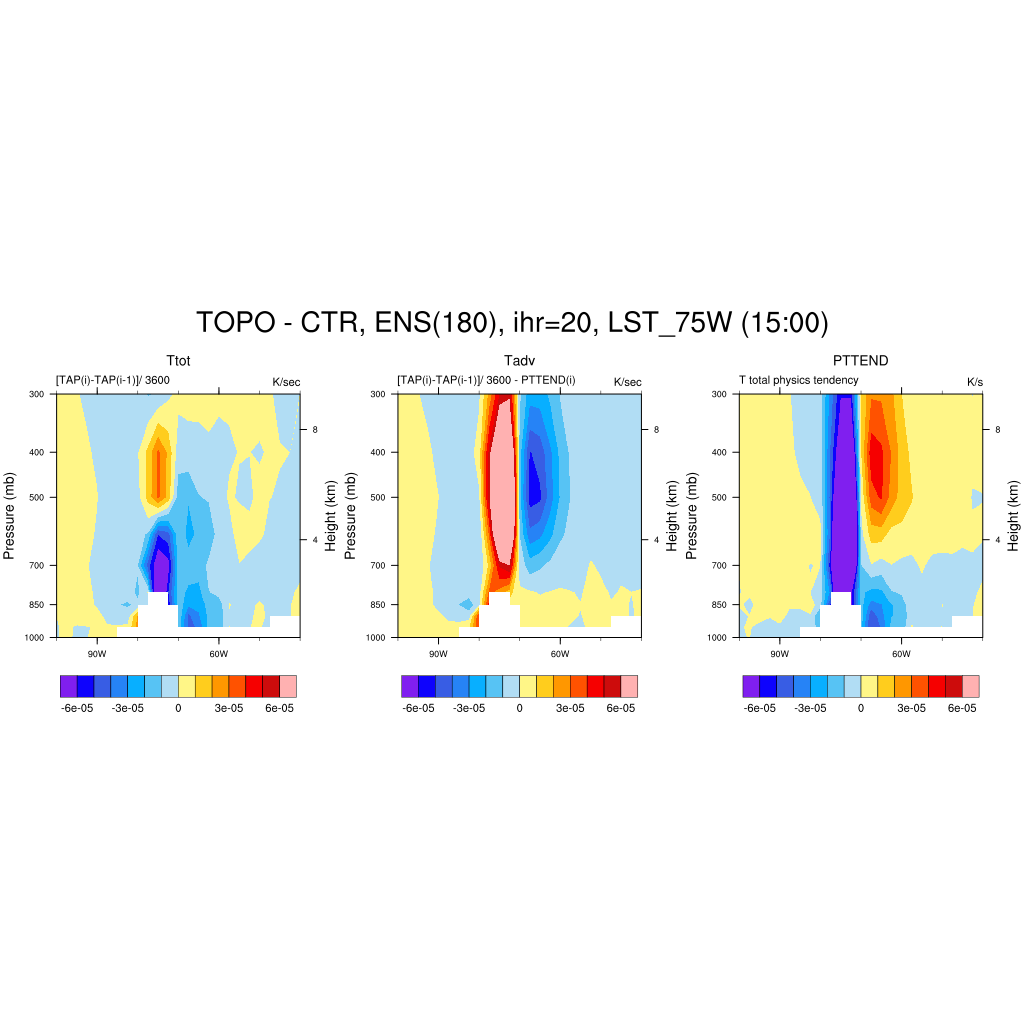 TOPO - CTR, ENS(180), ihr=20, LST_75W (15:00)
Ttot
[TAP(i)-TAP(i-1)]/ 3600 K/sec
Pressure (mb)
300
400
500
700
850
1000
8
4
Height (km)
90W 60W
-6e-05 -3e-05 0 3e-05 6e-05
Tadv
[TAP(i)-TAP(i-1)]/ 3600 - PTTEND(i) K/sec
Pressure (mb)
300
400
500
700
850
1000
8
4
Height (km)
90W 60W
-6e-05 -3e-05 0 3e-05 6e-05
PTTEND
T total physics tendency K/s
Pressure (mb)
300
400
500
700
850
1000
8
4
Height (km)
90W 60W
-6e-05 -3e-05 0 3e-05 6e-05